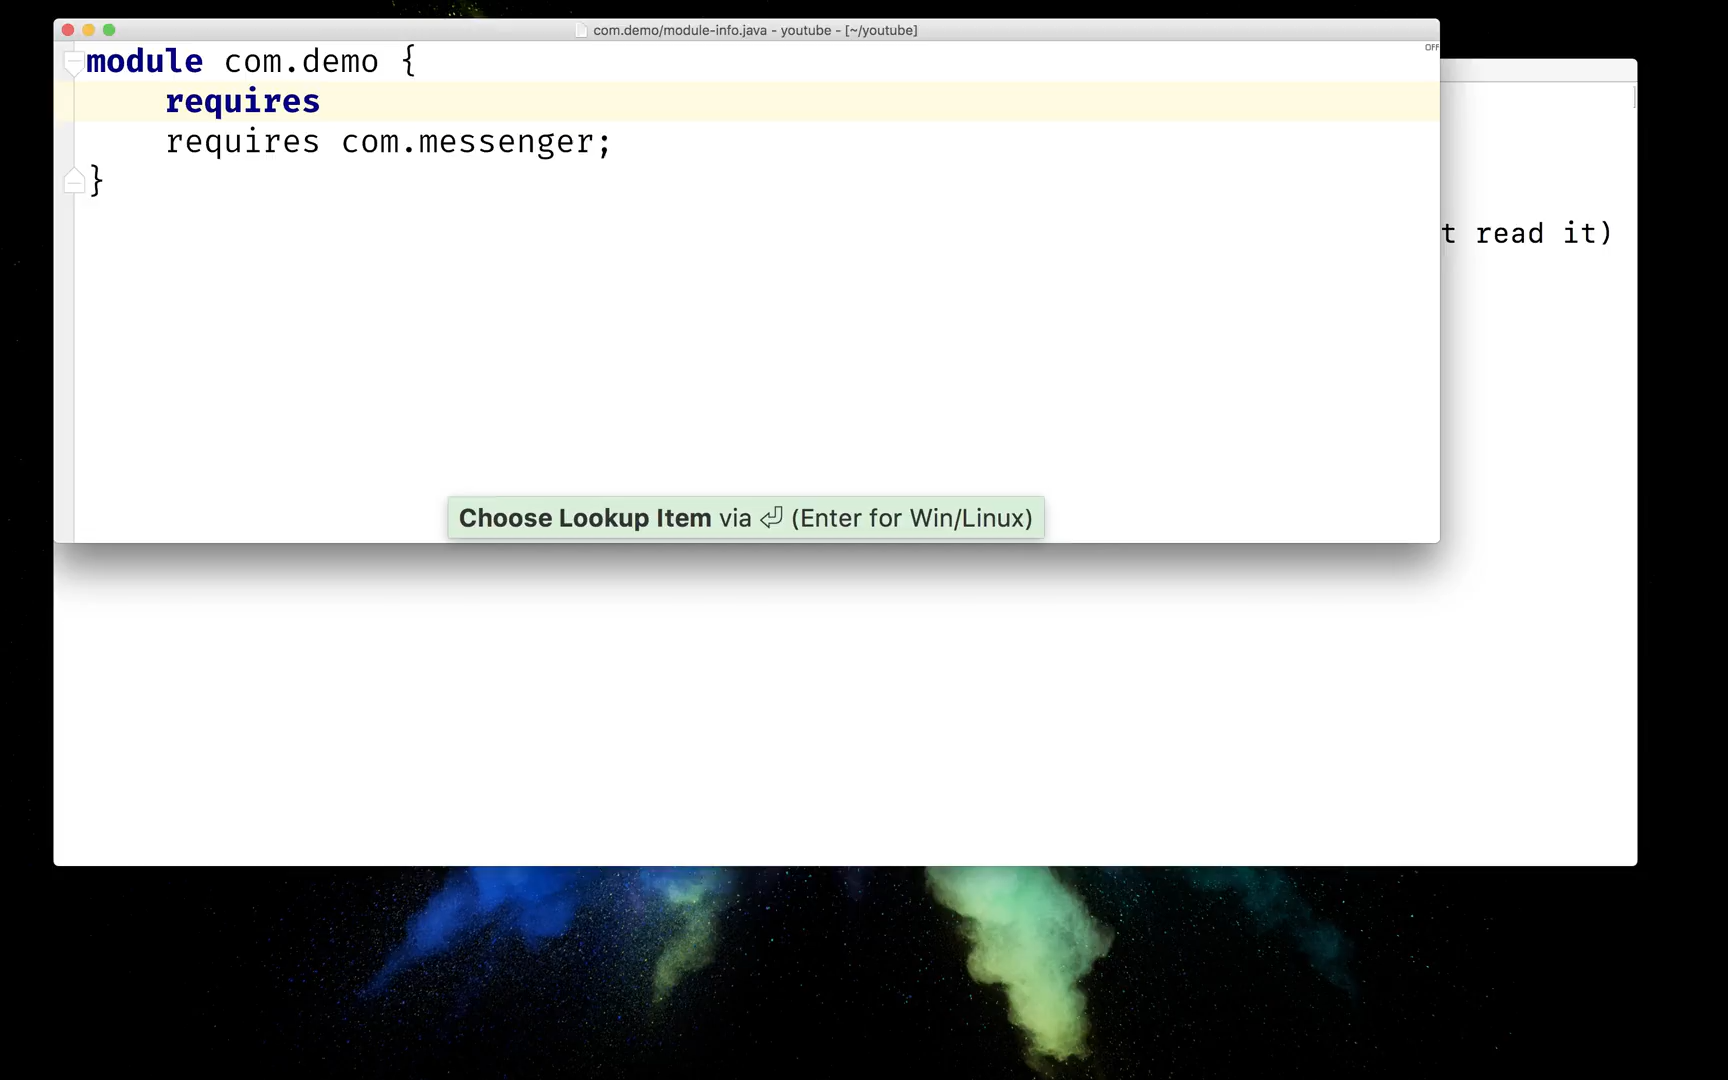 com.demo/module-info.java - youtube - [~/youtube]
OFF
module com.demo {
requires
requires com.messenger;
}
t read it)
Choose Lookup Item via ⏎ (Enter for Win/Linux)